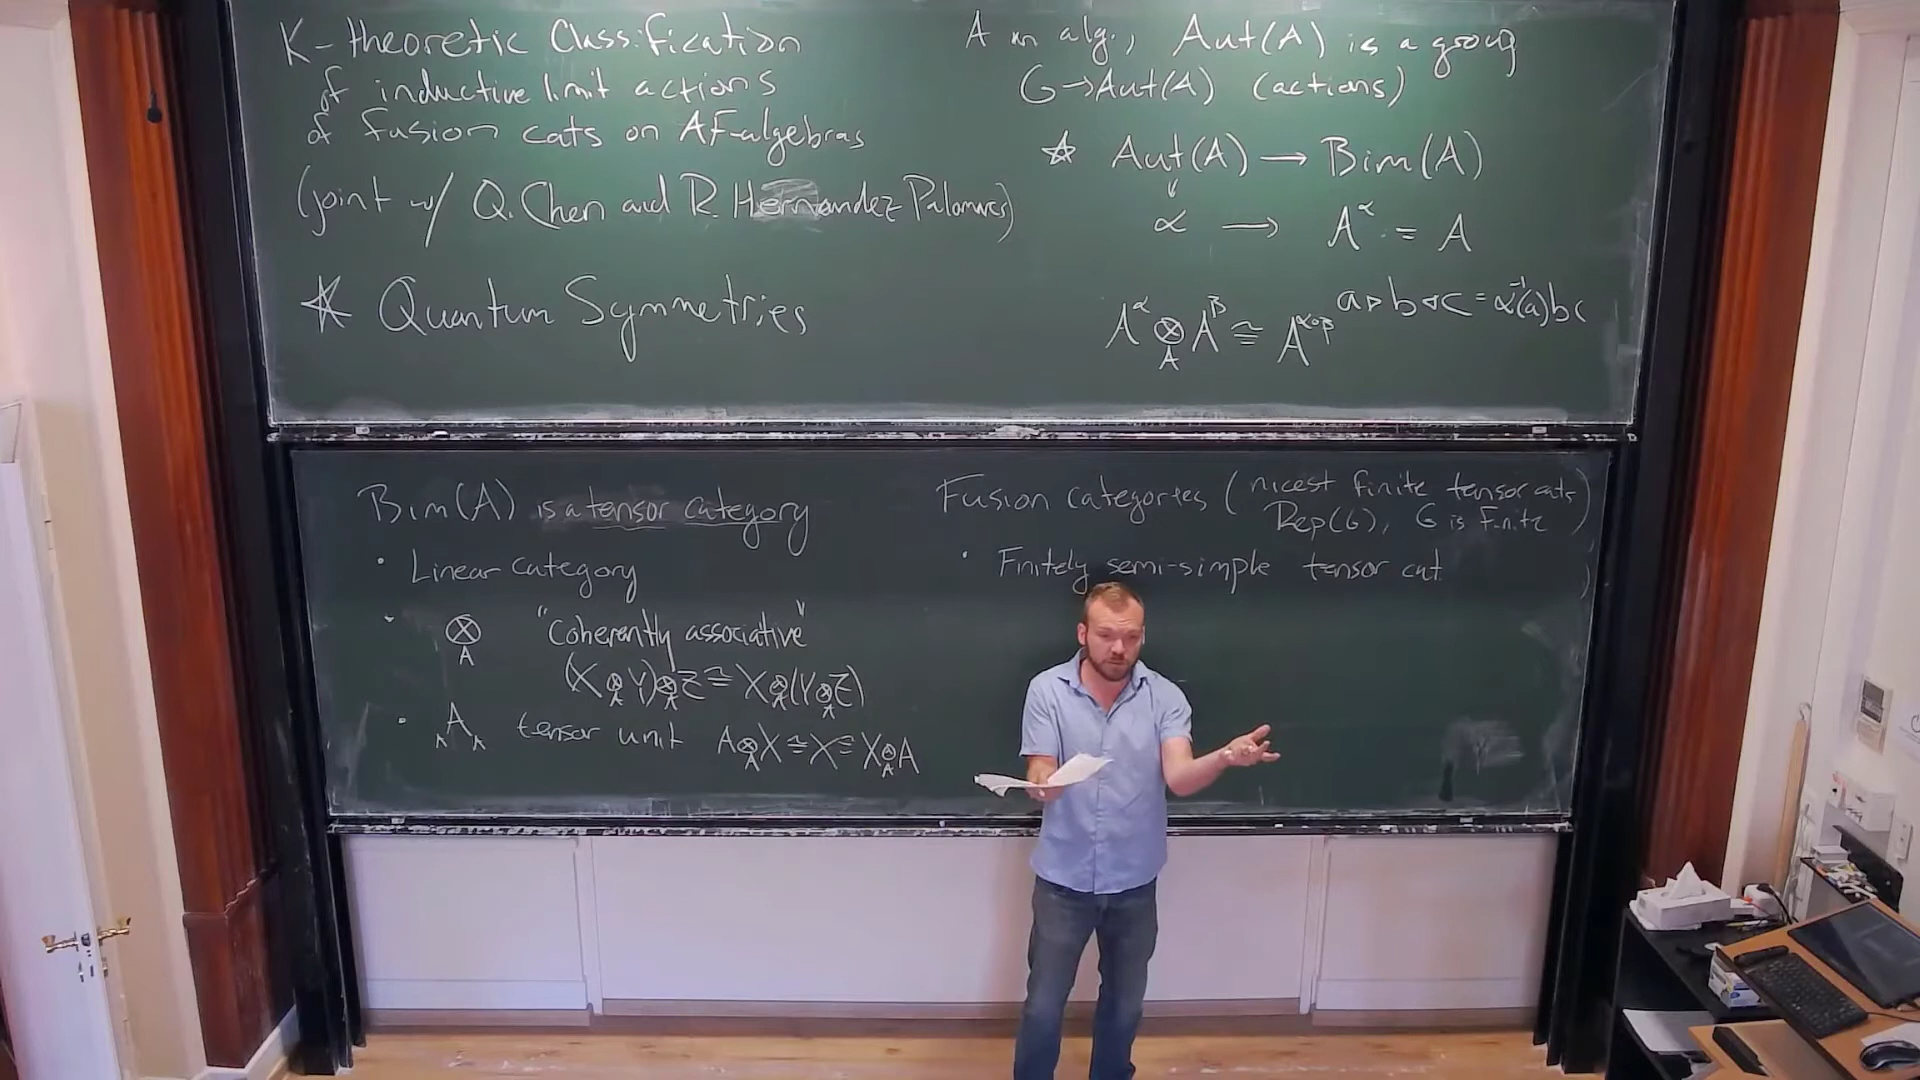 K-theoretic Classification
of inductive limit actions
of fusion cats on AF-algebras
(joint w/ Q. Chen and R. Hernandez Palomares)
☆ Quantum Symmetries
A an alg., Aut(A) is a group
G→Aut(A) (actions)
☆ Aut(A) → Bim(A)
α → A^α := A
a▹b◃c = α⁻¹(a)bc
A^α ⊗_A A^β ≅ A^{α∘β}
Bim(A) is a tensor category
• Linear category
• ⊗_A "coherently associative"
(X ⊗_A Y) ⊗_A Z ≅ X ⊗_A (Y ⊗_A Z)
• _A A_A tensor unit A ⊗_A X ≅ X ≅ X ⊗_A A
Fusion categories (nicest finite tensor cats
Rep(G), G is finite)
• Finitely semi-simple tensor cat.